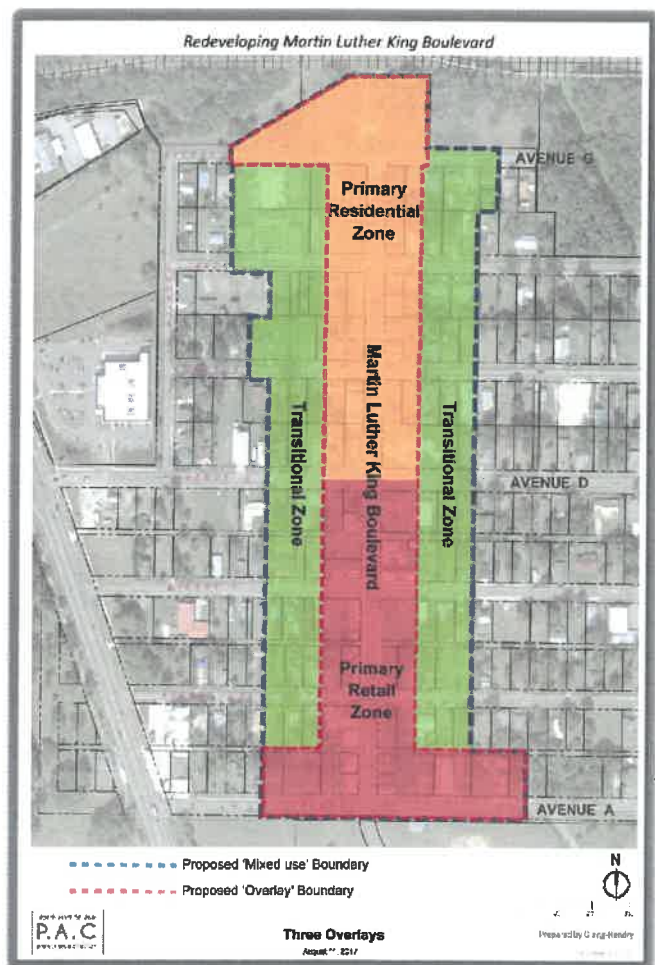 Redeveloping Martin Luther King Boulevard
AVENUE G
Primary
Residential
Zone
Martin Luther King Boulevard
Transitional Zone
Transitional Zone
AVENUE D
Primary
Retail
Zone
AVENUE A
Proposed 'Mixed use' Boundary
Proposed 'Overlay' Boundary
N
P.A.C
Three Overlays